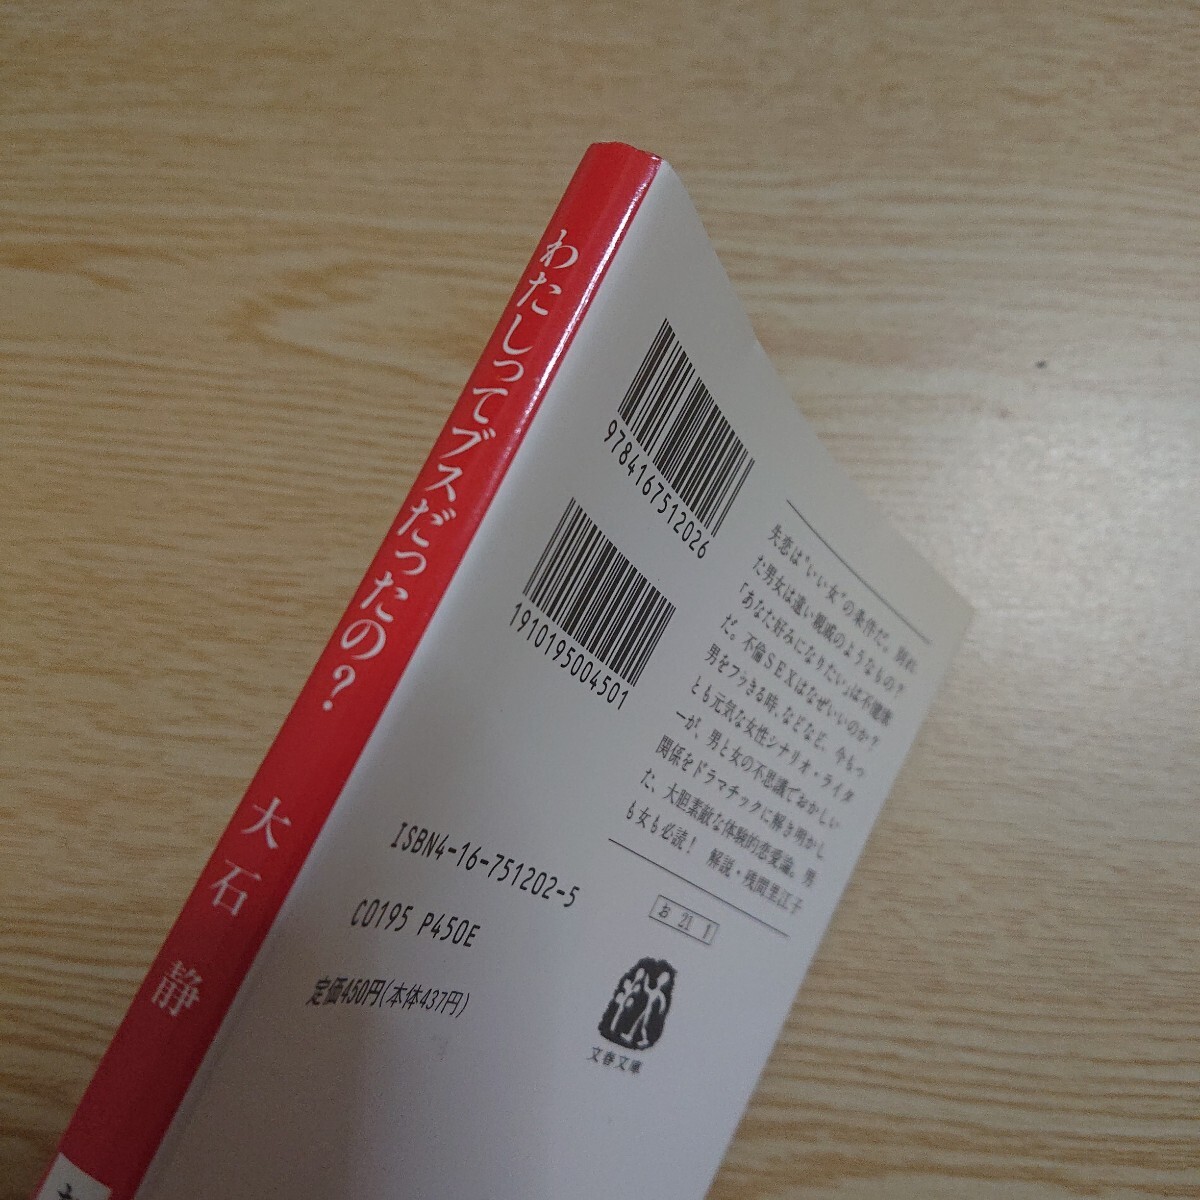 わたしってブスだったの？
大石 静
9784167512026
1910195004501
失恋は“いい女”の条件だ。別れ
た男女は遠い親戚のようなもの？
「あなた好みになりたい」は不健康
だ。不倫SEXはなぜいいのか？
男をフッきる時、などなど、今もっ
とも元気な女性シナリオ・ライタ
ーが、男と女の不思議でおかしい
関係をドラマチックに解き明かし
た、大胆素敵な体験的恋愛論。男
も女も必読！ 解説・残間里江子
ISBN4-16-751202-5
C0195 P450E
定価450円(本体437円)
お 21 1
文春文庫